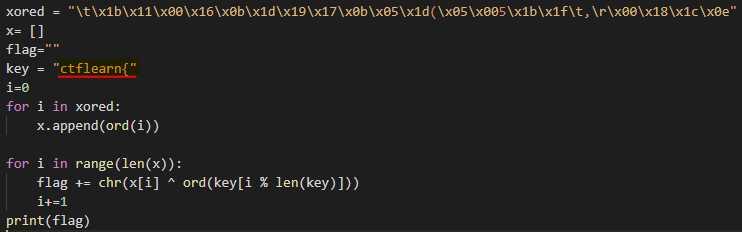 xored = "\t\x1b\x11\x00\x16\x0b\x1d\x19\x17\x0b\x05\x1d(\x05\x005\x1b\x1f\t,\r\x00\x18\x1c\x0e"
x= []
flag=""
key = "ctflearn{"
i=0
for i in xored:
    x.append(ord(i))

for i in range(len(x)):
    flag += chr(x[i] ^ ord(key[i % len(key)]))
    i+=1
print(flag)